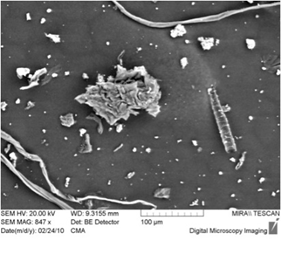 SEM HV: 20.00 kV WD: 9.3155 mm MIRA\\ TESCAN
SEM MAG: 847 x Det: BE Detector 100 µm
Date(m/d/y): 02/24/10 CMA Digital Microscopy Imaging